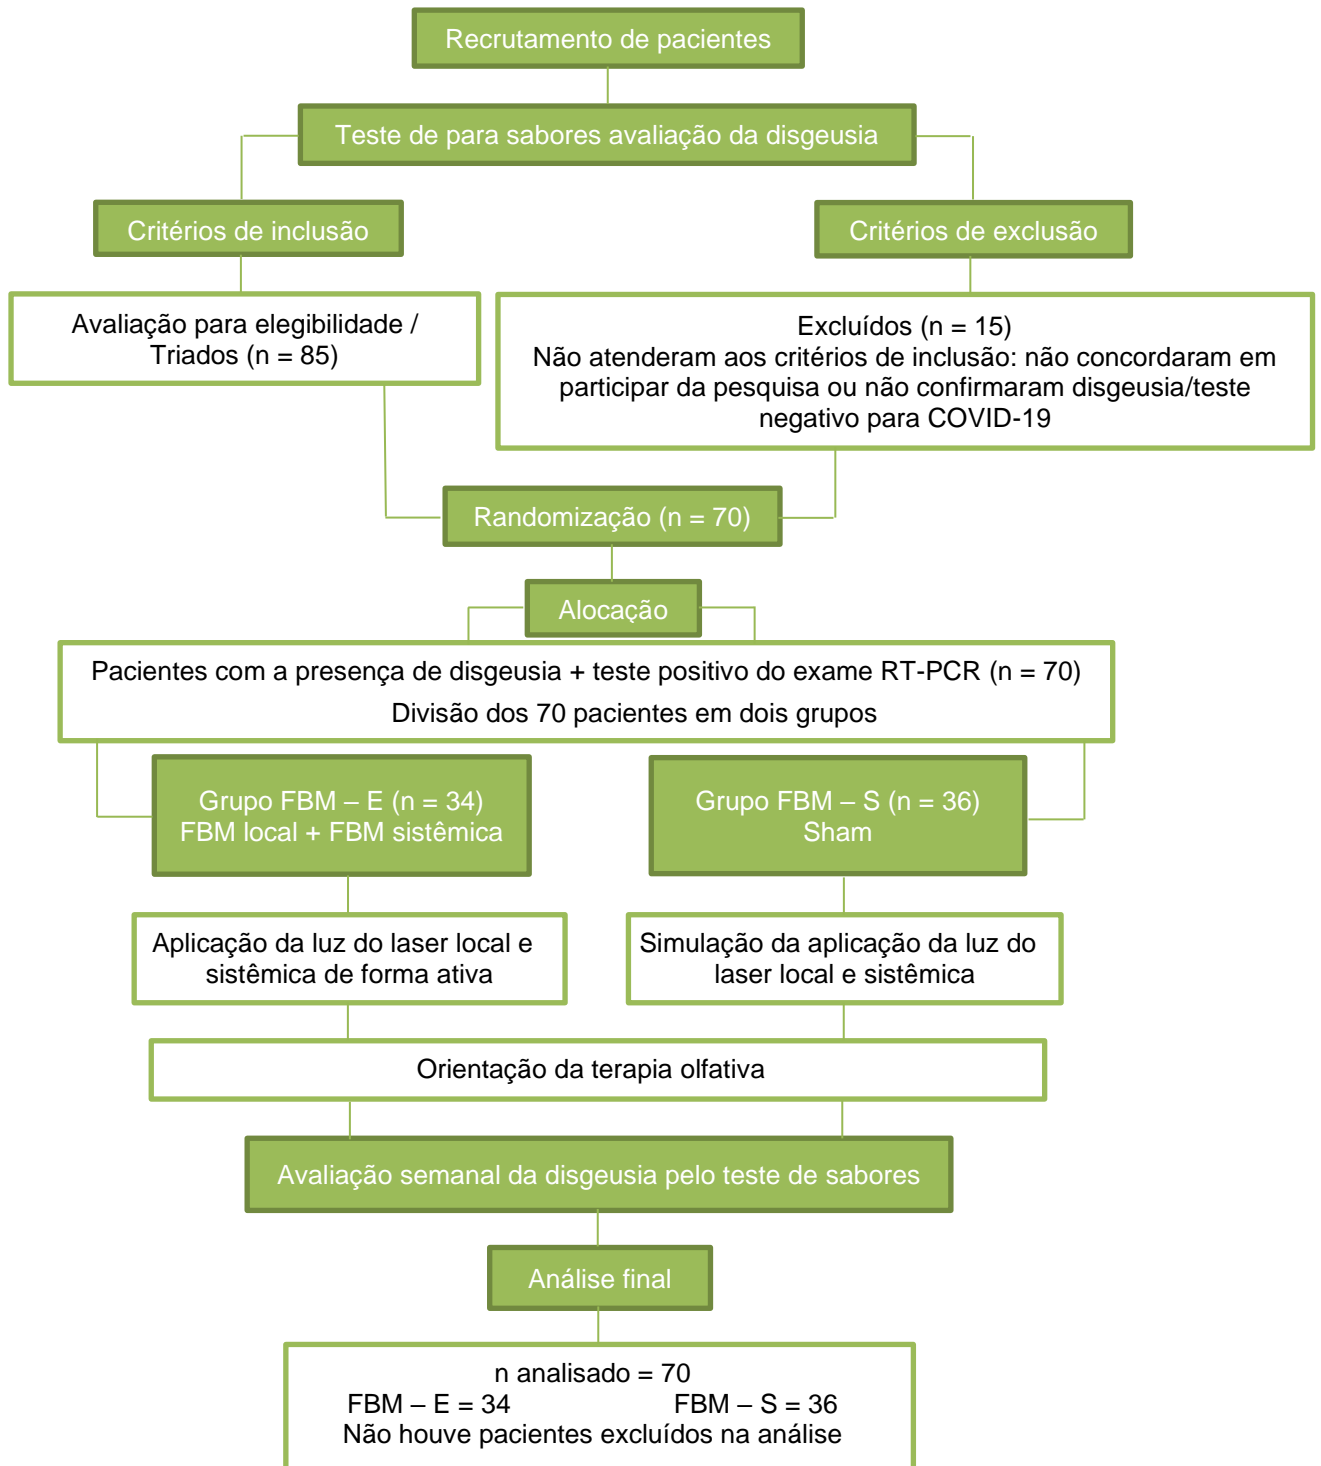 Recrutamento de pacientes
Teste de para sabores avaliação da disgeusia
Critérios de inclusão
Critérios de exclusão
Avaliação para elegibilidade /
Triados (n = 85)
Excluídos (n = 15)
Não atenderam aos critérios de inclusão: não concordaram em
participar da pesquisa ou não confirmaram disgeusia/teste
negativo para COVID-19
Randomização (n = 70)
Alocação
Pacientes com a presença de disgeusia + teste positivo do exame RT-PCR (n = 70)
Divisão dos 70 pacientes em dois grupos
Grupo FBM – E (n = 34)
FBM local + FBM sistêmica
Grupo FBM – S (n = 36)
Sham
Aplicação da luz do laser local e
sistêmica de forma ativa
Simulação da aplicação da luz do
laser local e sistêmica
Orientação da terapia olfativa
Avaliação semanal da disgeusia pelo teste de sabores
Análise final
n analisado = 70
FBM – E = 34 FBM – S = 36
Não houve pacientes excluídos na análise